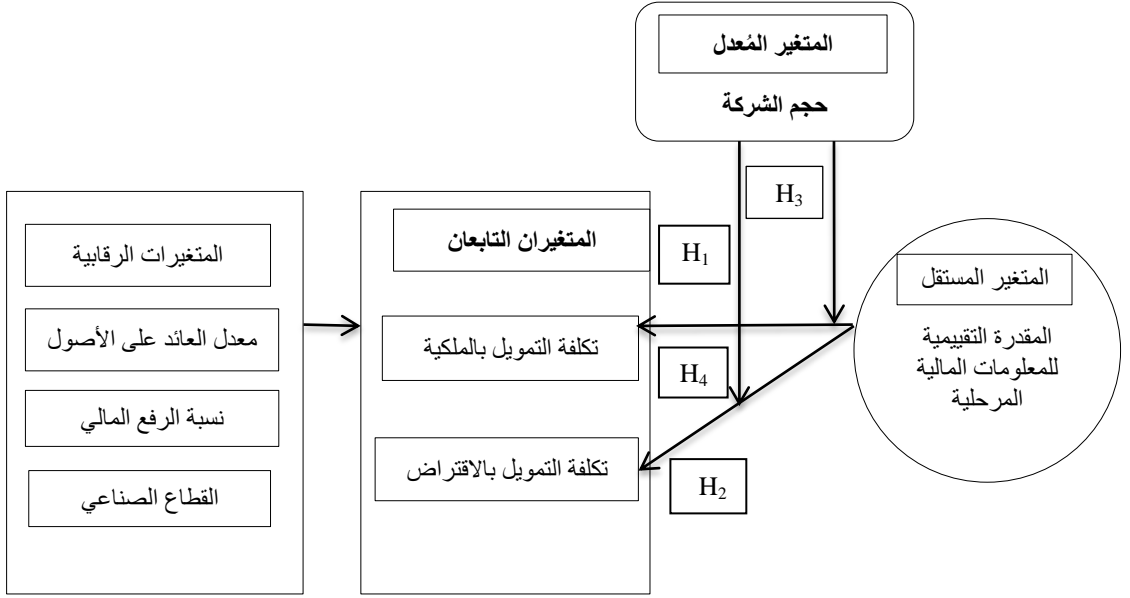 المتغير المُعدل
حجم الشركة
H3
H1
المتغير المستقل
المقدرة التقييمية
للمعلومات المالية
المرحلية
المتغيران التابعان
تكلفة التمويل بالملكية
H4
تكلفة التمويل بالاقتراض
H2
المتغيرات الرقابية
معدل العائد على الأصول
نسبة الرفع المالي
القطاع الصناعي